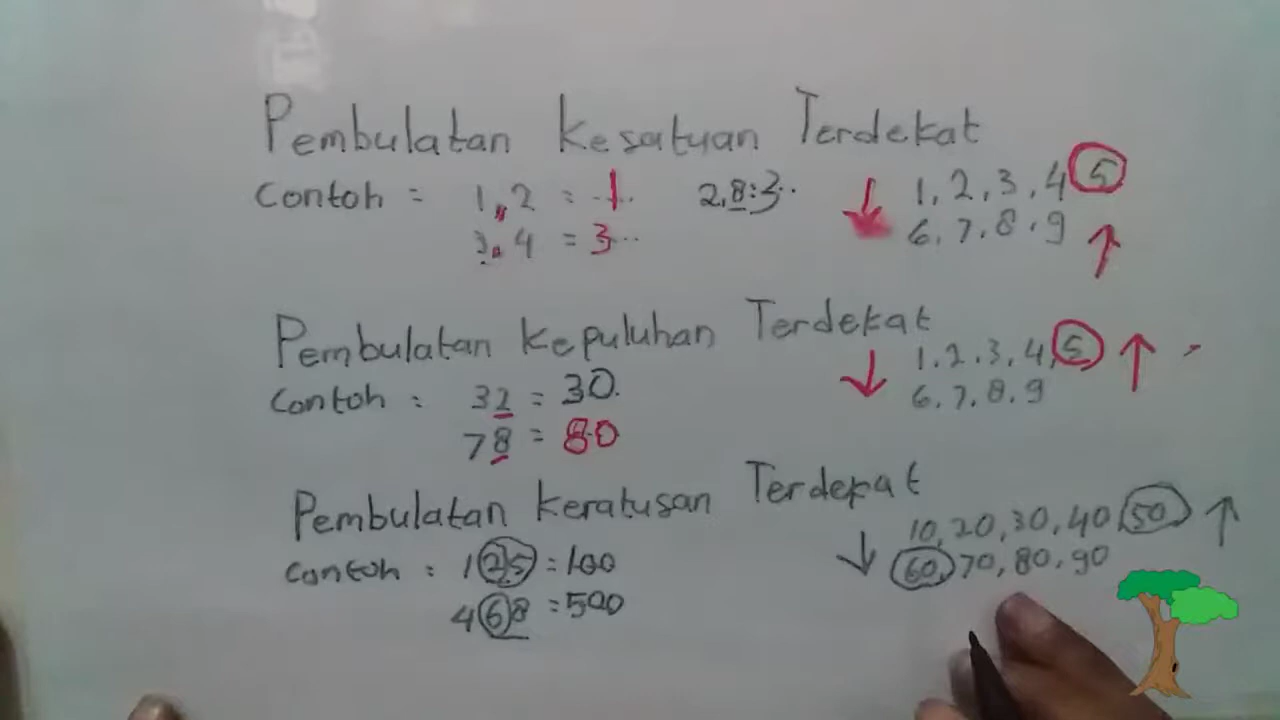 Pembulatan Kesatuan Terdekat
Contoh = 1,2 = 1.. 2,8:3.. 1,2,3,4 5
3.4 = 3.. 6,7.8.9
Pembulatan Kepuluhan Terdekat
Contoh : 32 = 30. 1.2.3.4,5
78 = 80 6.7.8.9
Pembulatan Keratusan Terdekat
10,20,30,40,50
Contoh : 125 = 100 60,70,80.90
468 = 500